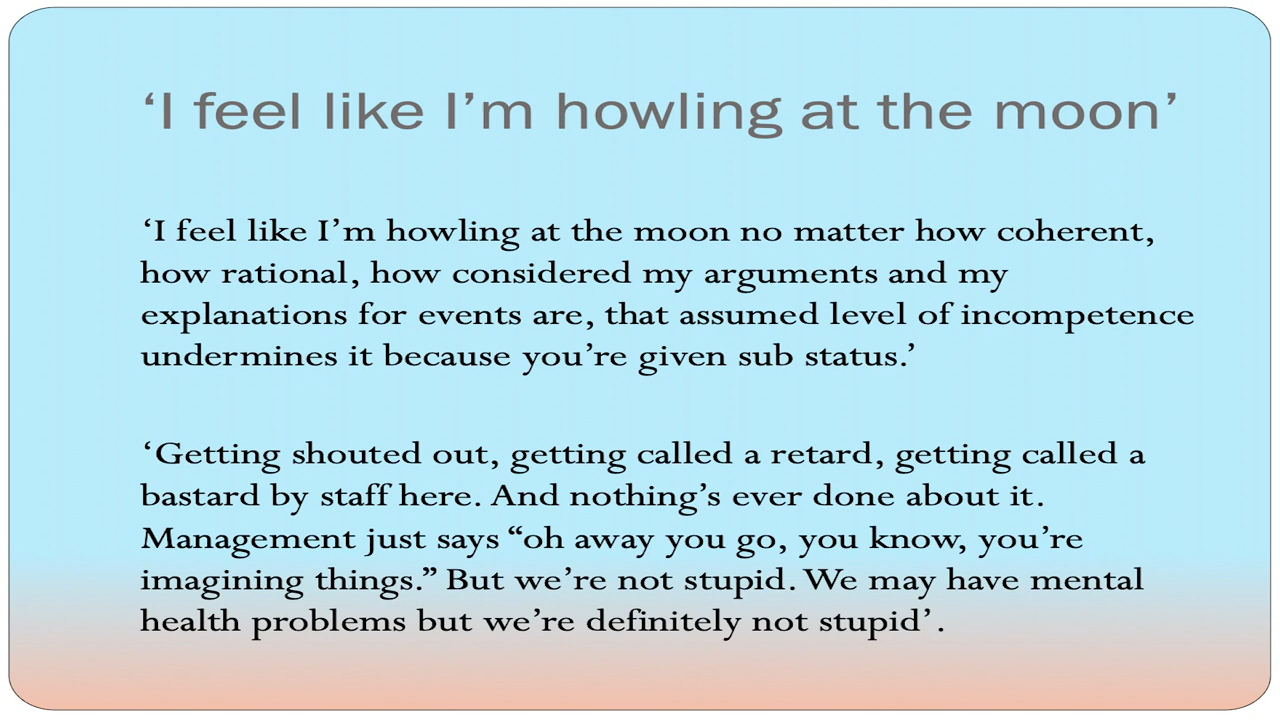 ‘I feel like I’m howling at the moon’
‘I feel like I’m howling at the moon no matter how coherent,
how rational, how considered my arguments and my
explanations for events are, that assumed level of incompetence
undermines it because you’re given sub status.’
‘Getting shouted out, getting called a retard, getting called a
bastard by staff here. And nothing’s ever done about it.
Management just says “oh away you go, you know, you’re
imagining things.” But we’re not stupid. We may have mental
health problems but we’re definitely not stupid’.